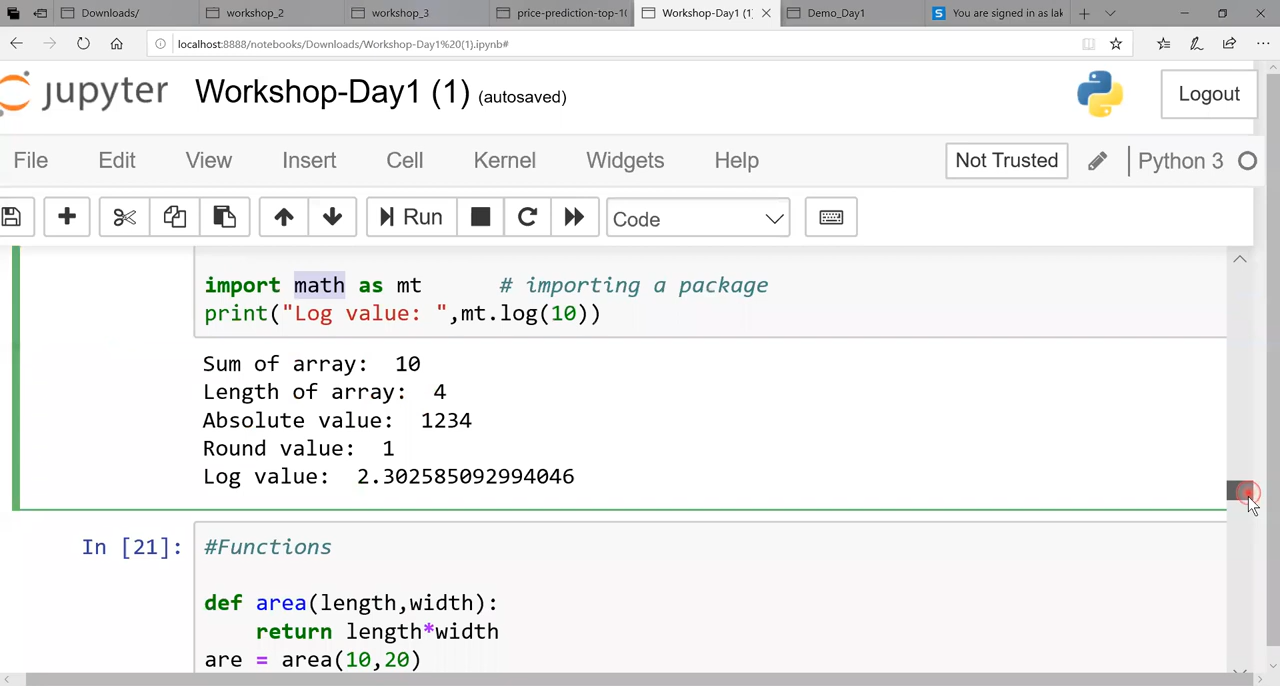 Downloads/
workshop_2
workshop_3
price-prediction-top-10
Workshop-Day1 (1)
Demo_Day1
You are signed in as lak
localhost:8888/notebooks/Downloads/Workshop-Day1%20(1).ipynb#
jupyter
Workshop-Day1 (1) (autosaved)
Logout
File Edit View Insert Cell Kernel Widgets Help
Not Trusted
Python 3
Run
Code
import math as mt      # importing a package
print("Log value: ",mt.log(10))
Sum of array:  10
Length of array:  4
Absolute value:  1234
Round value:  1
Log value:  2.302585092994046
In [21]:
#Functions
def area(length,width):
    return length*width
are = area(10,20)